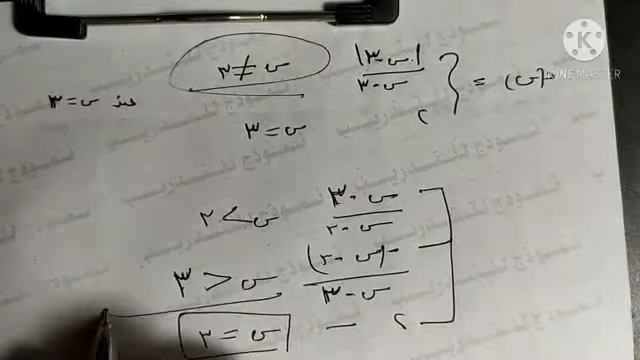 د(س) = { |س - ٣| / س - ٣   س ≠ ٣
٢   س = ٣   عند س = ٣
س - ٣ / س - ٣   س > ٣
-(س - ٣) / س - ٣   س < ٣
٢ — س = ٣
KINEMASTER